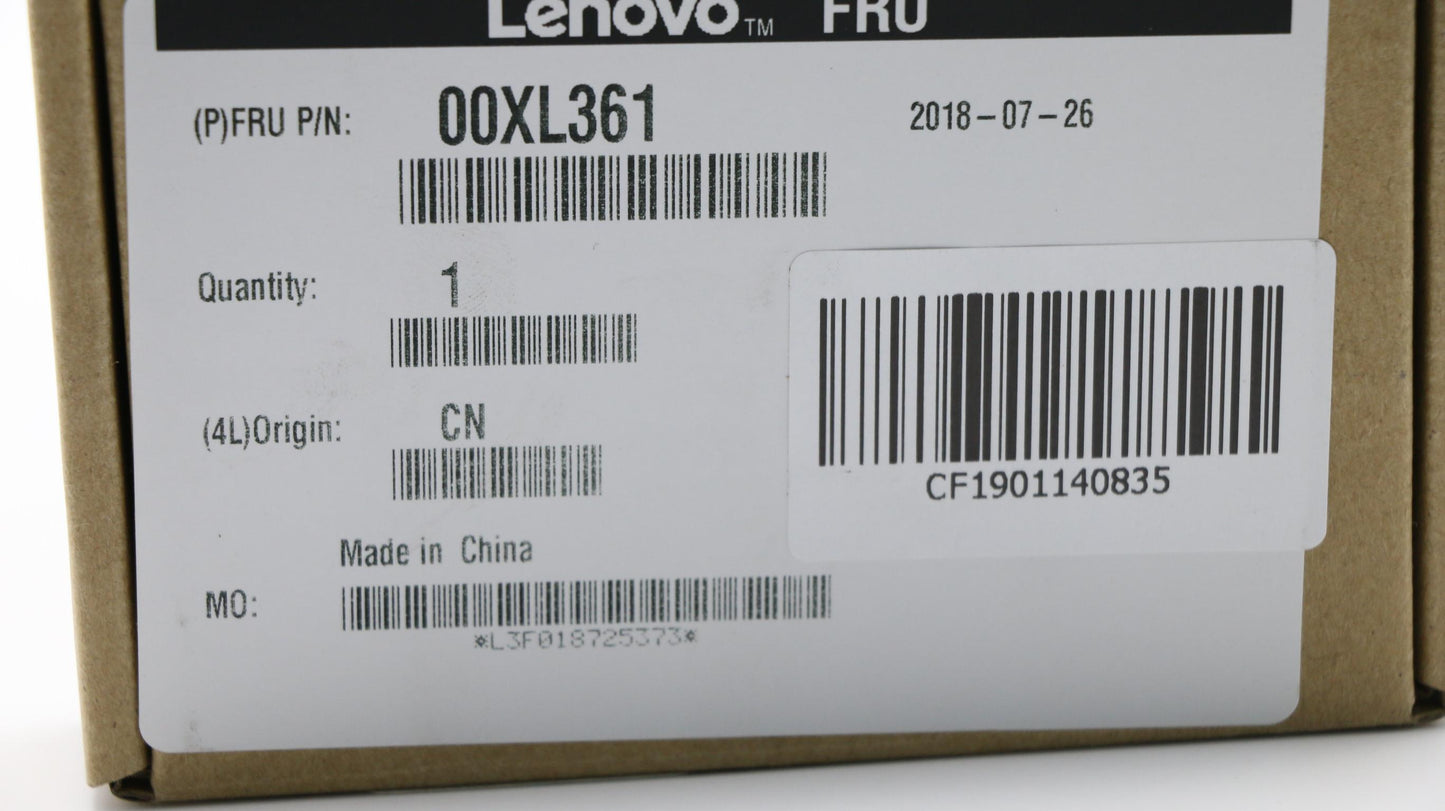 Lenovo™ FRU
(P)FRU P/N: 00XL361 2018-07-26
Quantity: 1
(4L)Origin: CN
CF1901140835
Made in China
MO:
*L3F018725373*